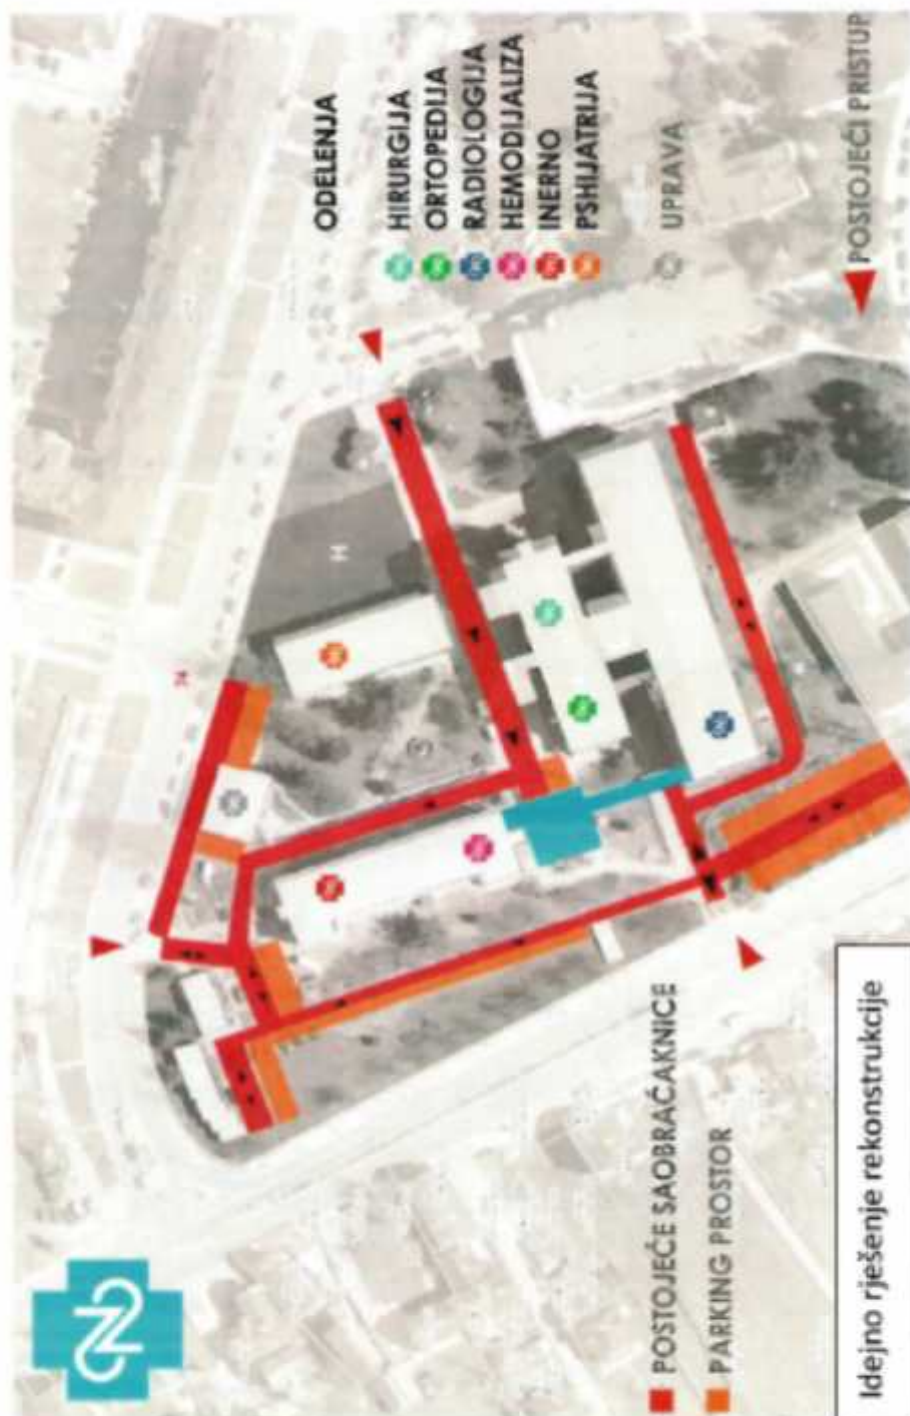 ODELENJA
HIRURGIJA
ORTOPEDIJA
RADIOLOGIJA
HEMODIJALIZA
INERNO
PSHIJATRIJA
UPRAVA
POSTOJEĆI PRISTUP
H
POSTOJEĆE SAOBRAĆAKNICE
PARKING PROSTOR
Idejno rješenje rekonstrukcije